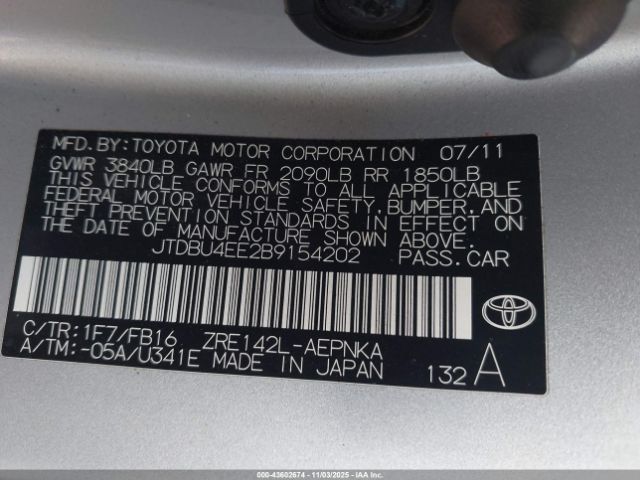 MFD.BY:TOYOTA MOTOR CORPORATION 07/11
GVWR 3840LB GAWR FR 2090LB RR 1850LB
THIS VEHICLE CONFORMS TO ALL APPLICABLE
FEDERAL MOTOR VEHICLE SAFETY,BUMPER,AND
THEFT PREVENTION STANDARDS IN EFFECT ON
THE DATE OF MANUFACTURE SHOWN ABOVE.
JTDBU4EE2B9154202 PASS.CAR
C/TR:1F7/FB16 ZRE142L-AEPNKA
A/TM:-05A/U341E MADE IN JAPAN
132 A
000-43602674 - 11/03/2025 - IAAI.com